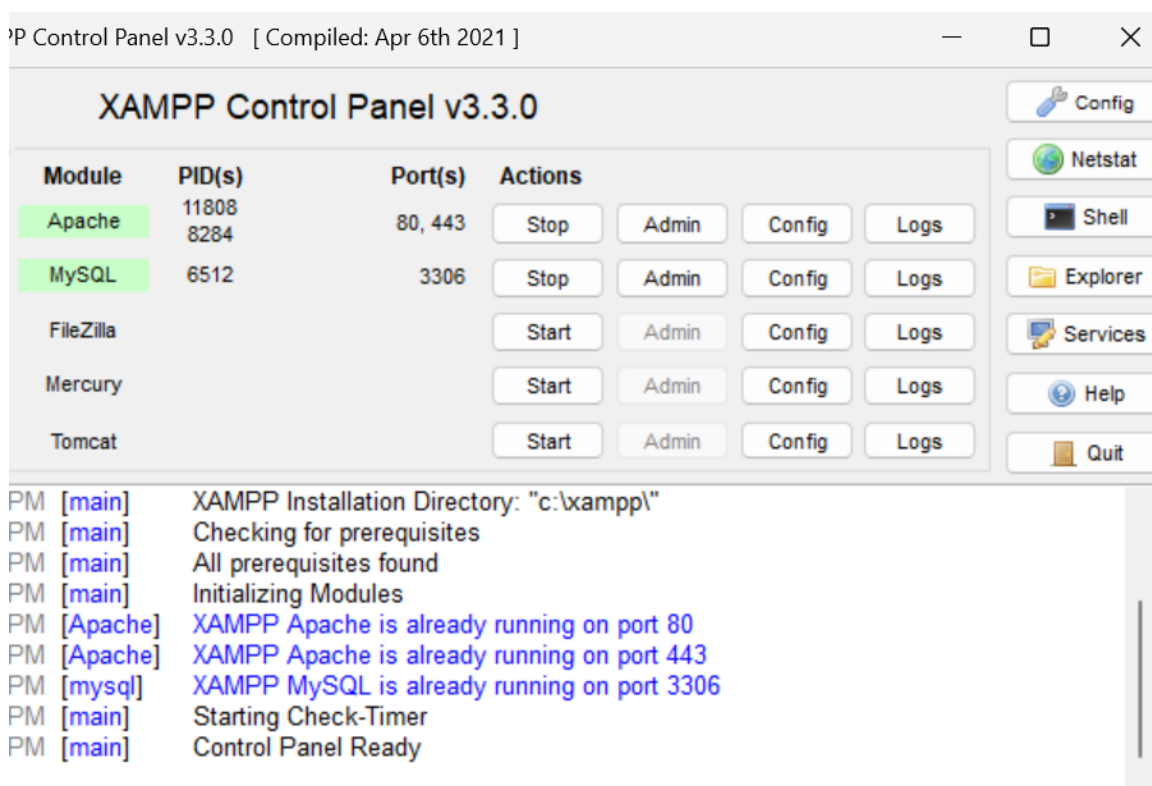 PP Control Panel v3.3.0 [ Compiled: Apr 6th 2021 ]
XAMPP Control Panel v3.3.0
Config
Netstat
Module PID(s) Port(s) Actions
Apache 11808 8284 80, 443 Stop Admin Config Logs
Shell
MySQL 6512 3306 Stop Admin Config Logs
Explorer
FileZilla Start Admin Config Logs
Services
Mercury Start Admin Config Logs
Help
Tomcat Start Admin Config Logs
Quit
PM [main] XAMPP Installation Directory: "c:\xampp\"
PM [main] Checking for prerequisites
PM [main] All prerequisites found
PM [main] Initializing Modules
PM [Apache] XAMPP Apache is already running on port 80
PM [Apache] XAMPP Apache is already running on port 443
PM [mysql] XAMPP MySQL is already running on port 3306
PM [main] Starting Check-Timer
PM [main] Control Panel Ready